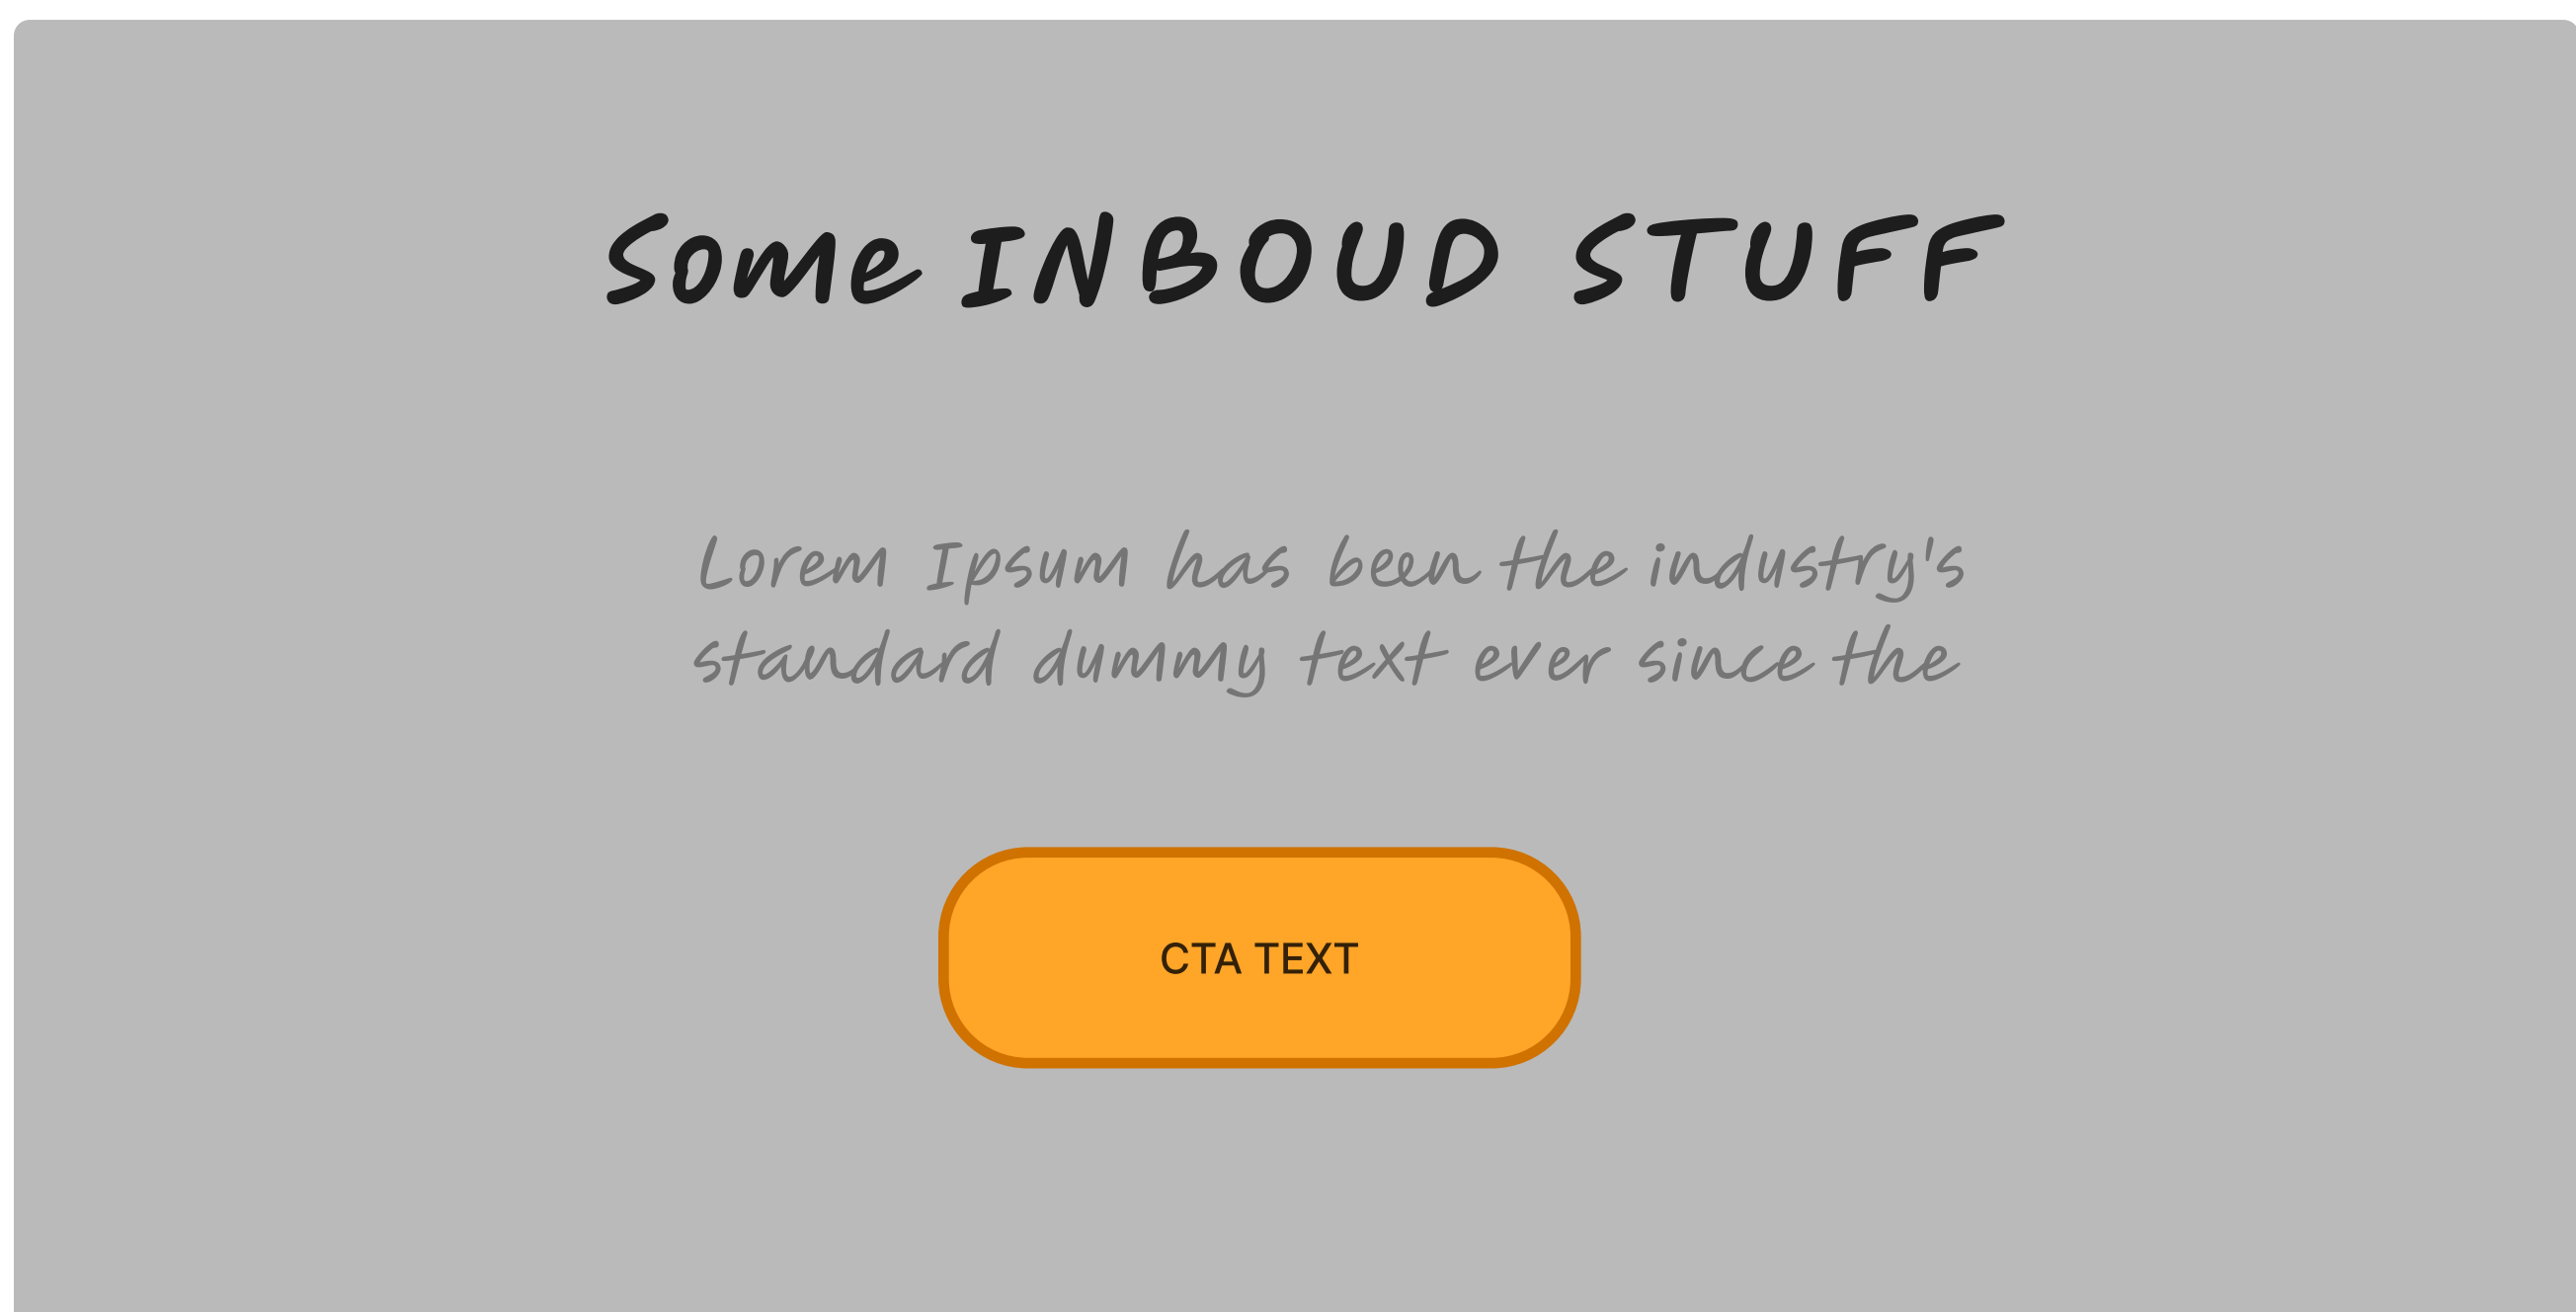 Some INBOUD STUFF
Lorem Ipsum has been the industry's
standard dummy text ever since the
CTA TEXT